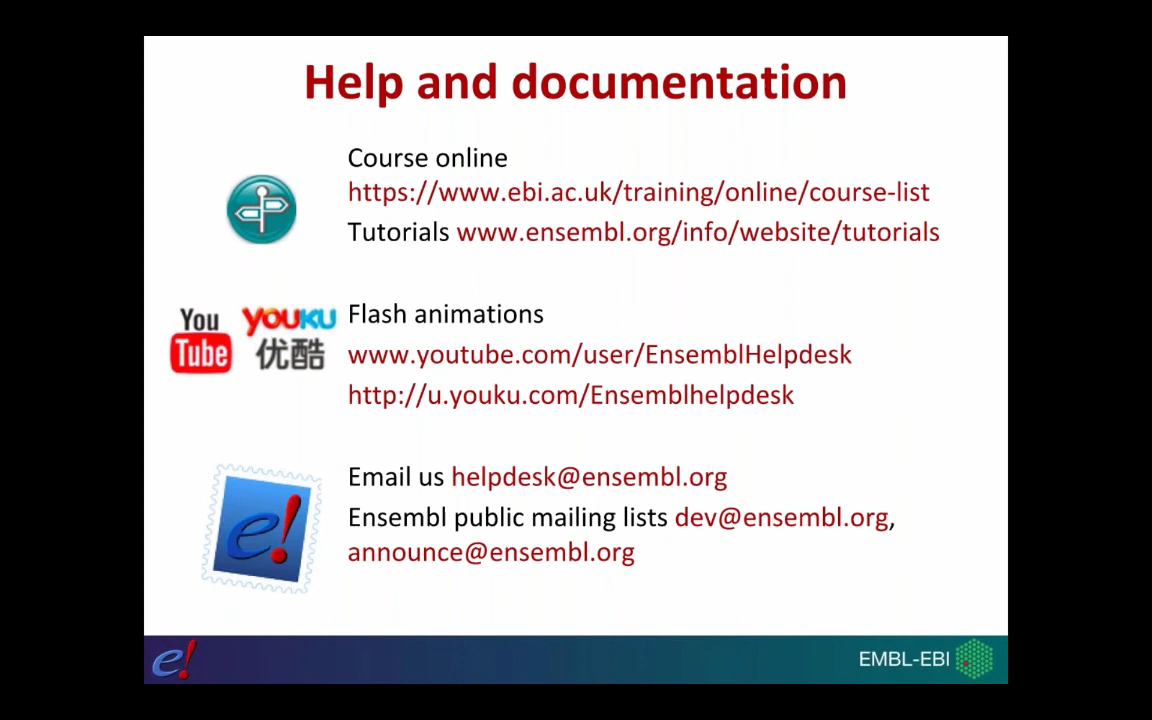 Help and documentation
Course online
https://www.ebi.ac.uk/training/online/course-list
Tutorials www.ensembl.org/info/website/tutorials
You
Tube
YOUKU
优酷
Flash animations
www.youtube.com/user/EnsemblHelpdesk
http://u.youku.com/Ensemblhelpdesk
e!
Email us helpdesk@ensembl.org
Ensembl public mailing lists dev@ensembl.org,
announce@ensembl.org
e!
EMBL-EBI